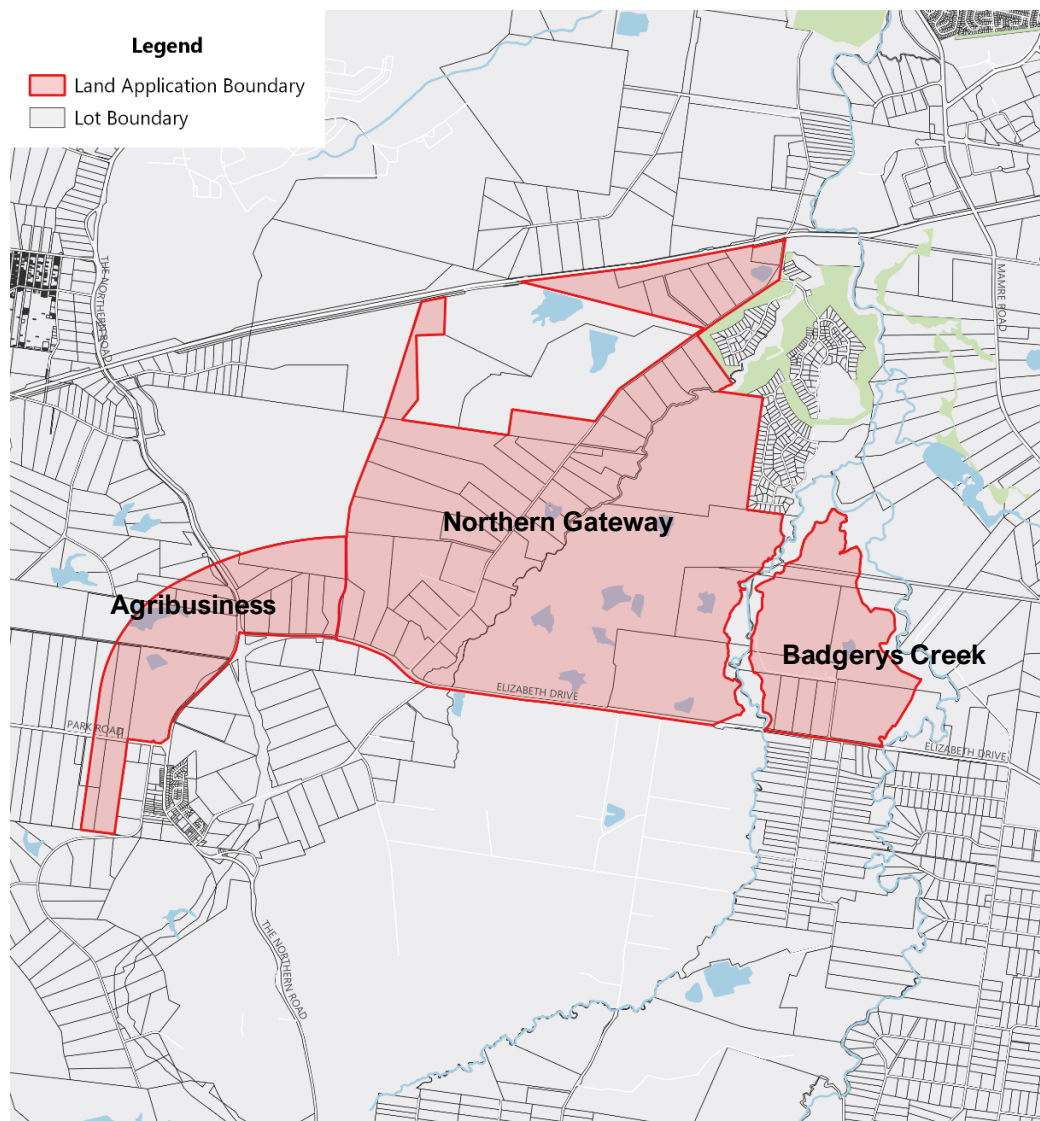 Legend
Land Application Boundary
Lot Boundary
THE NORTHERN ROAD
MAMRE ROAD
Northern Gateway
Agribusiness
Badgerys Creek
ELIZABETH DRIVE
PARK ROAD
ELIZABETH DRIVE
THE NORTHERN ROAD